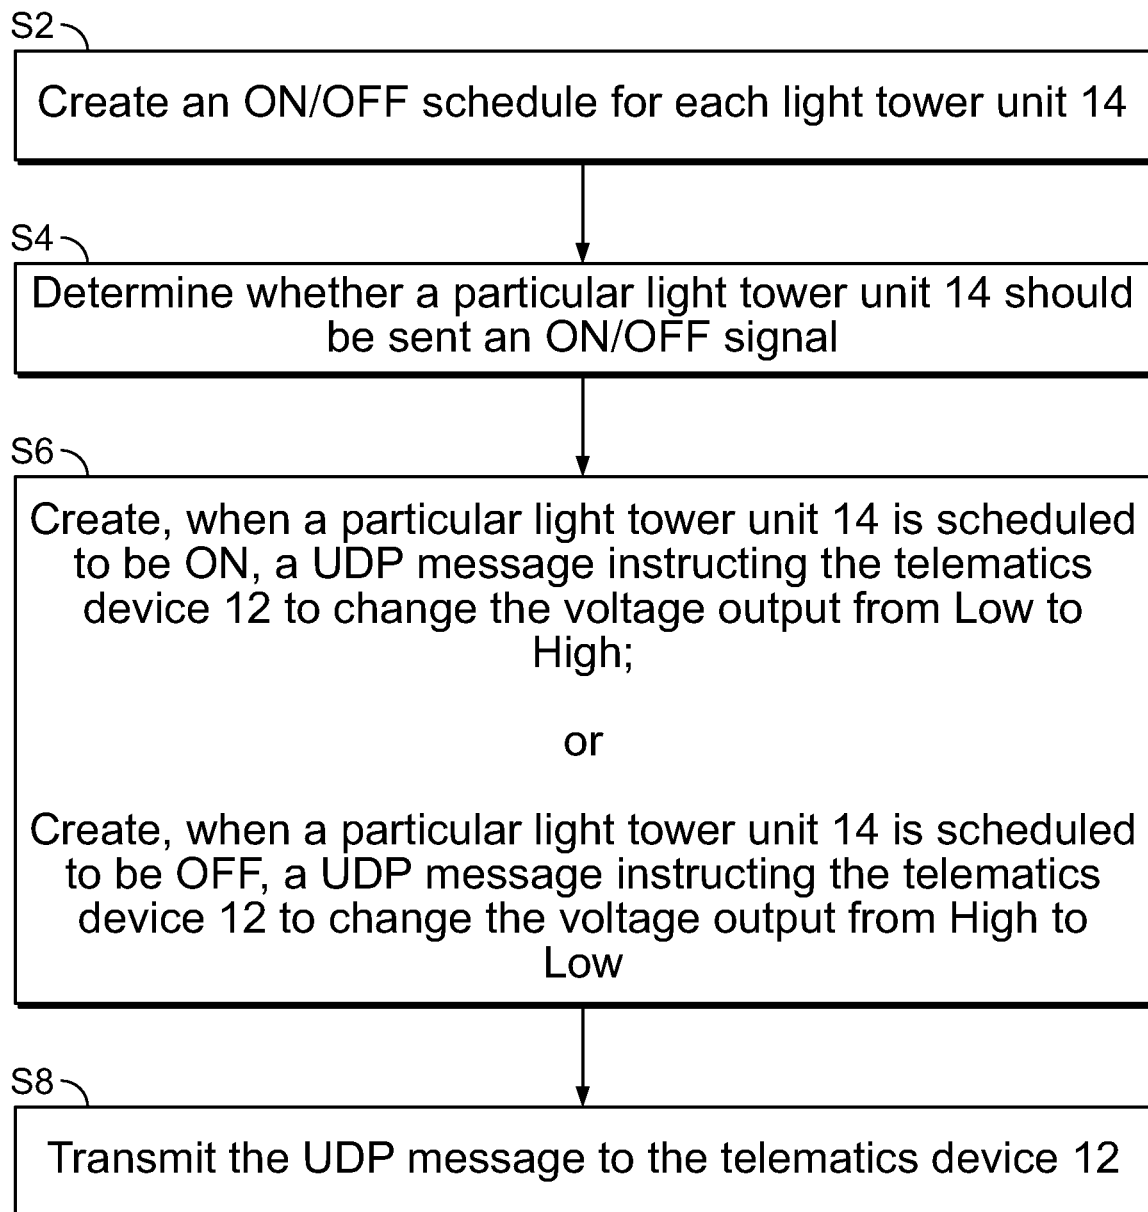 S2
Create an ON/OFF schedule for each light tower unit 14
S4
Determine whether a particular light tower unit 14 should
be sent an ON/OFF signal
S6
Create, when a particular light tower unit 14 is scheduled
to be ON, a UDP message instructing the telematics
device 12 to change the voltage output from Low to
High;
or
Create, when a particular light tower unit 14 is scheduled
to be OFF, a UDP message instructing the telematics
device 12 to change the voltage output from High to
Low
S8
Transmit the UDP message to the telematics device 12